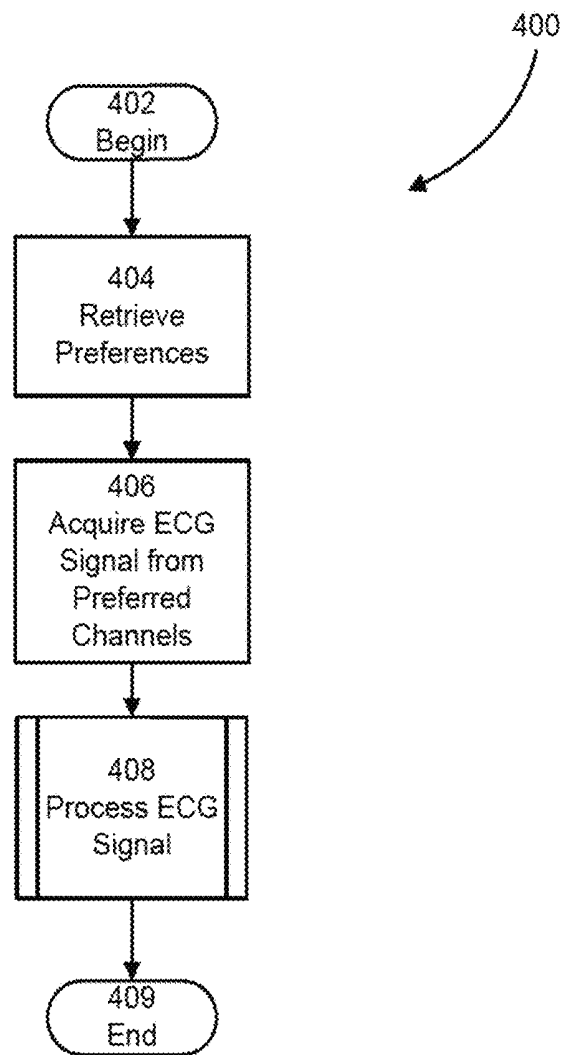 400
402
Begin
404
Retrieve
Preferences
406
Acquire ECG
Signal from
Preferred
Channels
408
Process ECG
Signal
409
End